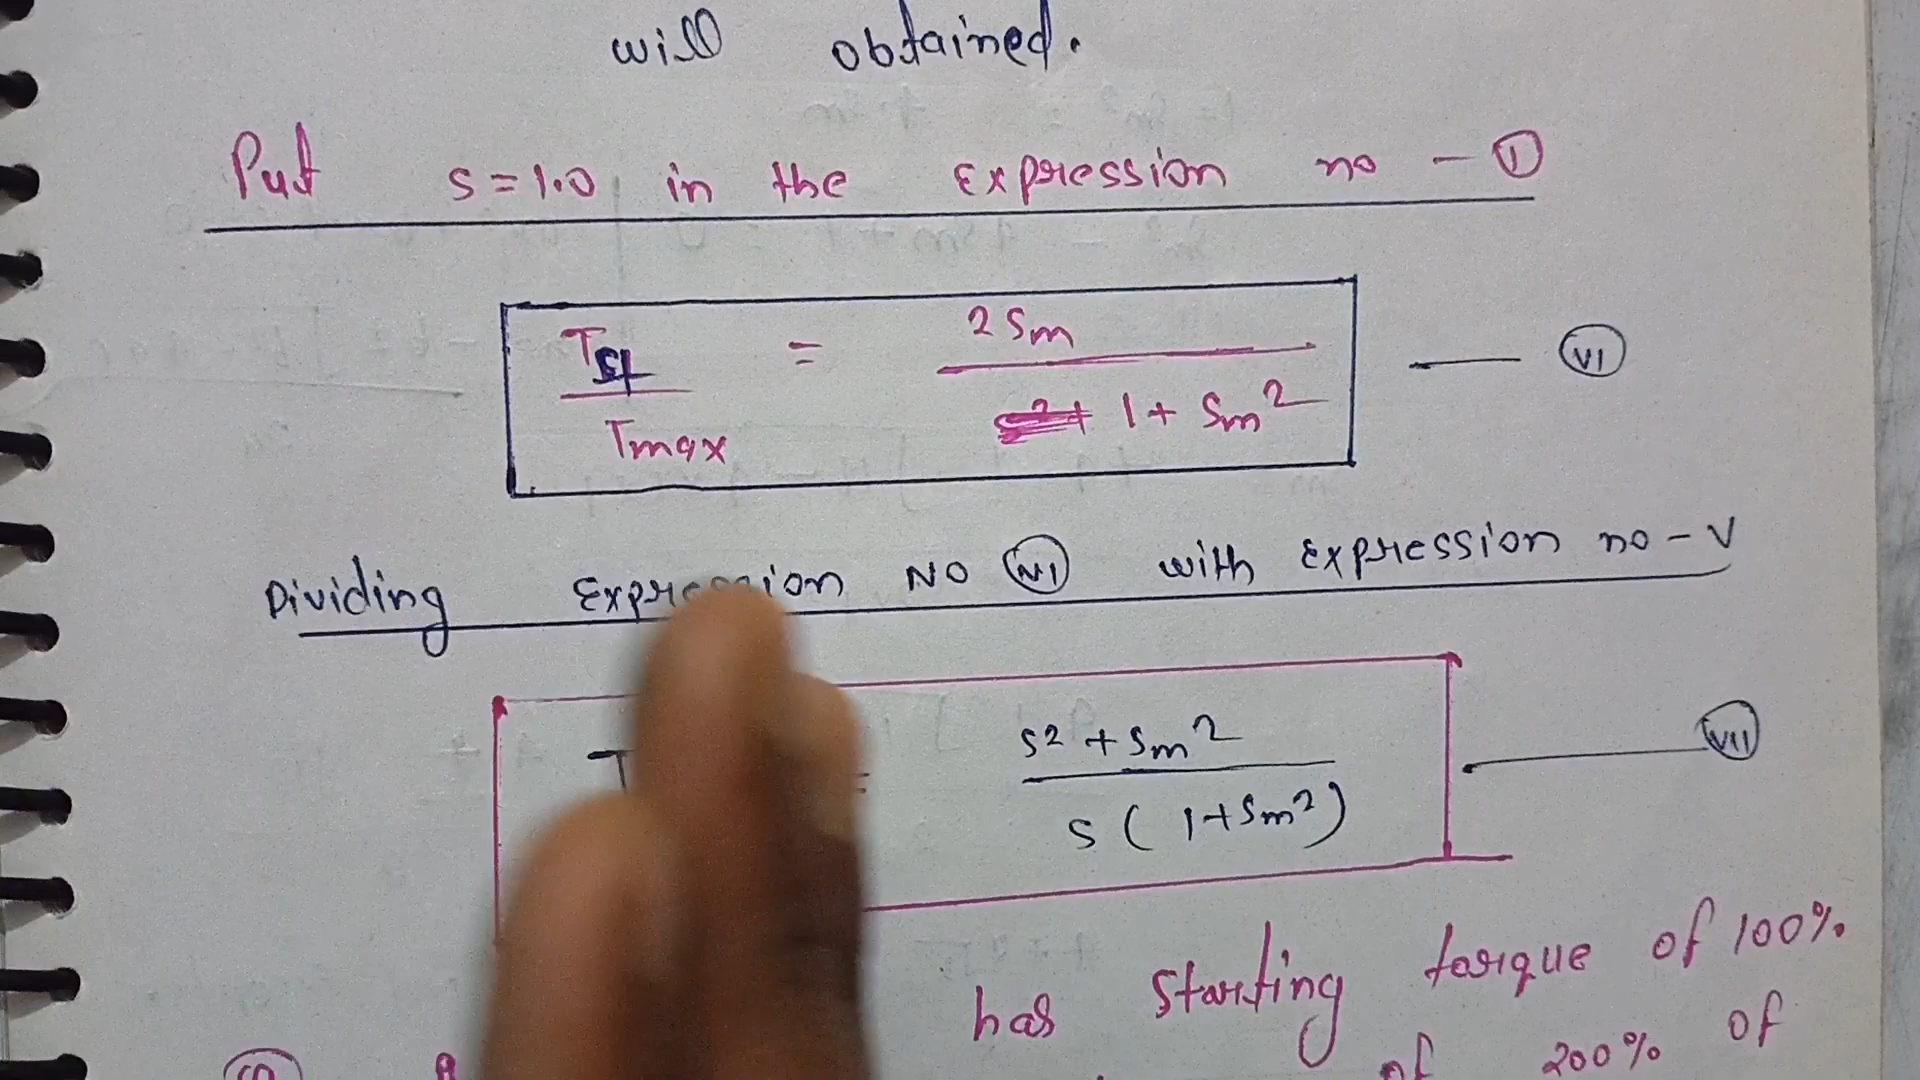 will obtained.
Put s = 1.0 in the Expression no - I
Tst / Tmax = 2 Sm / 1 + Sm² — VI
Dividing Expression NO VI with Expression no - V
T = s² + Sm² / s ( 1 + Sm² ) — VII
has starting torque of 100%
of 200% of